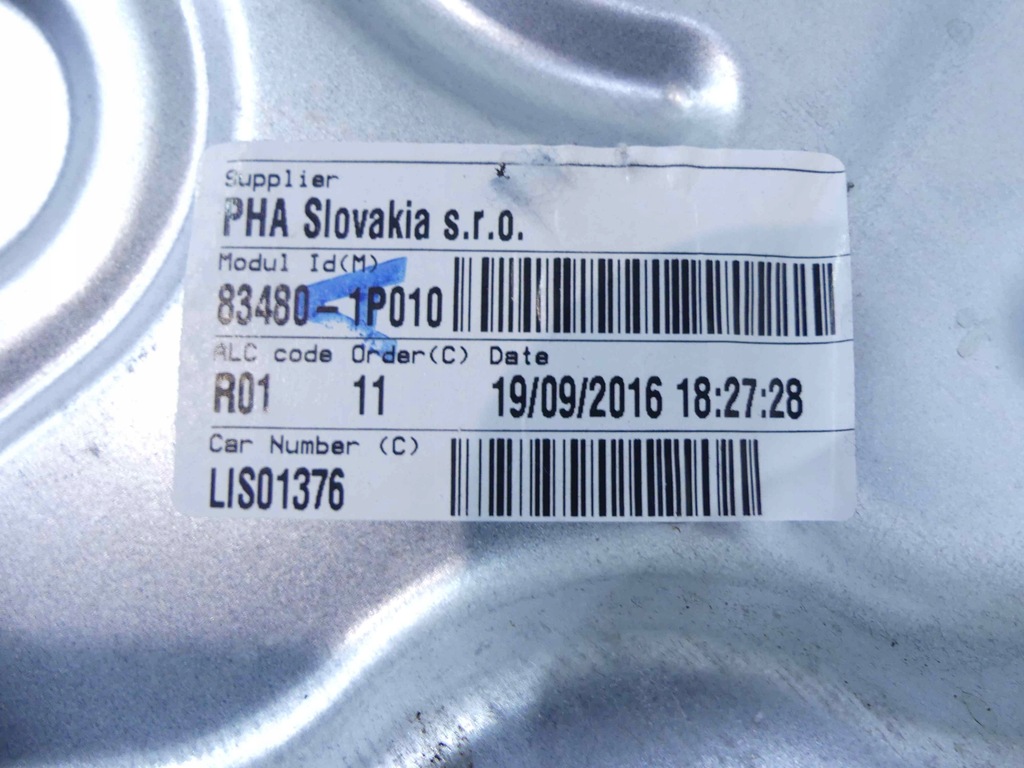 Supplier
PHA Slovakia s.r.o.
Modul Id(M)
83480-1P010
ALC code Order(C) Date
R01 11 19/09/2016 18:27:28
Car Number (C)
LIS01376